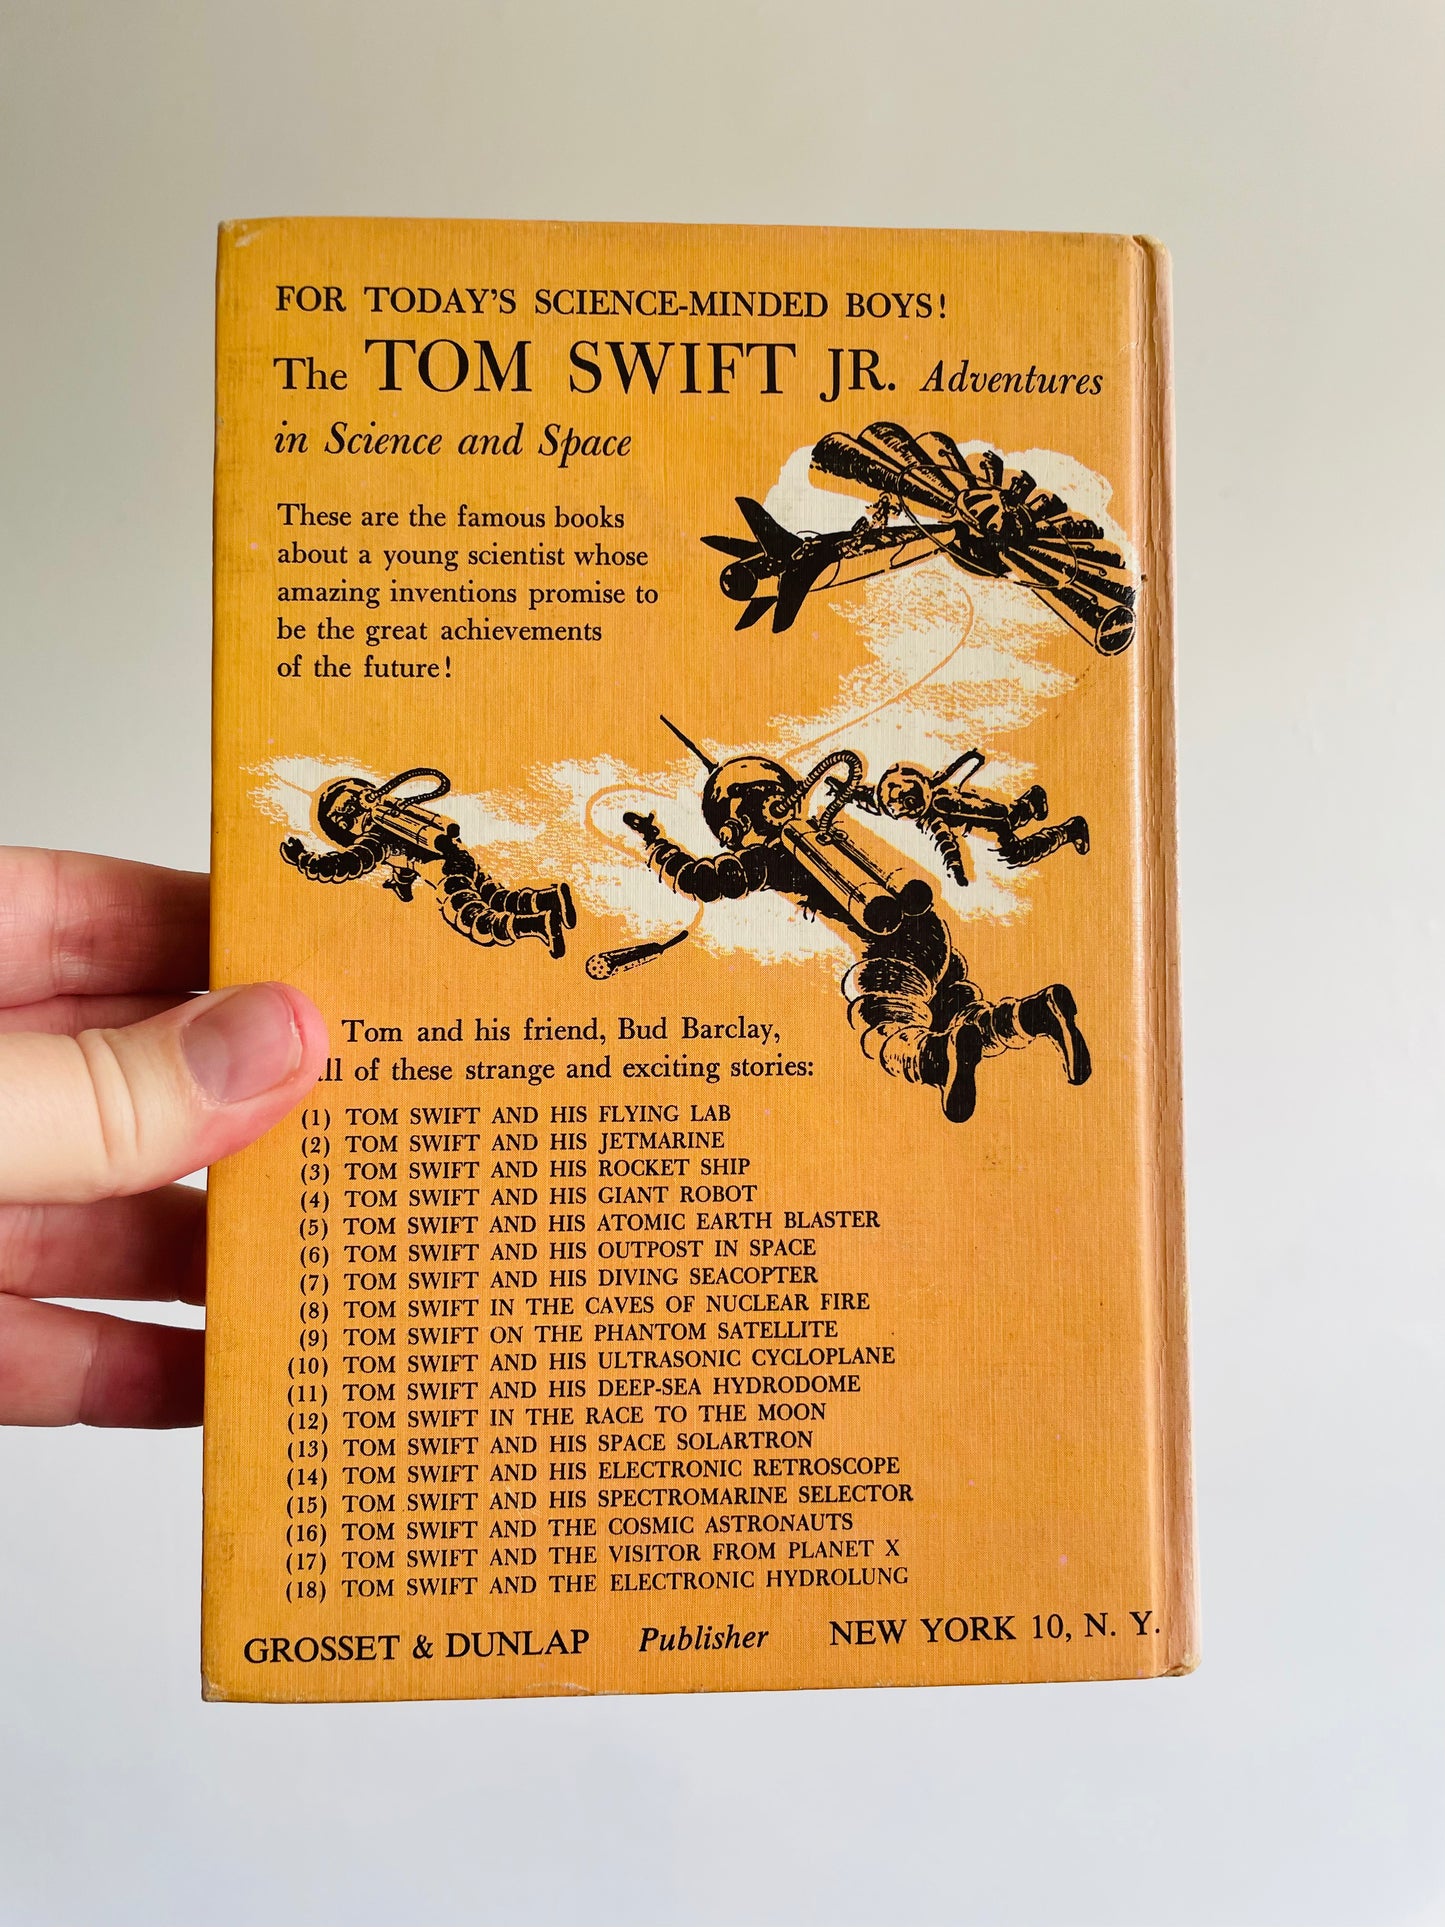 FOR TODAY'S SCIENCE-MINDED BOYS!
The TOM SWIFT JR. Adventures
in Science and Space
These are the famous books
about a young scientist whose
amazing inventions promise to
be the great achievements
of the future!
Tom and his friend, Bud Barclay,
of these strange and exciting stories:
(1) TOM SWIFT AND HIS FLYING LAB
(2) TOM SWIFT AND HIS JETMARINE
(3) TOM SWIFT AND HIS ROCKET SHIP
(4) TOM SWIFT AND HIS GIANT ROBOT
(5) TOM SWIFT AND HIS ATOMIC EARTH BLASTER
(6) TOM SWIFT AND HIS OUTPOST IN SPACE
(7) TOM SWIFT AND HIS DIVING SEACOPTER
(8) TOM SWIFT IN THE CAVES OF NUCLEAR FIRE
(9) TOM SWIFT ON THE PHANTOM SATELLITE
(10) TOM SWIFT AND HIS ULTRASONIC CYCLOPLANE
(11) TOM SWIFT AND HIS DEEP-SEA HYDRODOME
(12) TOM SWIFT IN THE RACE TO THE MOON
(13) TOM SWIFT AND HIS SPACE SOLARTRON
(14) TOM SWIFT AND HIS ELECTRONIC RETROSCOPE
(15) TOM SWIFT AND HIS SPECTROMARINE SELECTOR
(16) TOM SWIFT AND THE COSMIC ASTRONAUTS
(17) TOM SWIFT AND THE VISITOR FROM PLANET X
(18) TOM SWIFT AND THE ELECTRONIC HYDROLUNG
GROSSET & DUNLAP Publisher NEW YORK 10, N. Y.